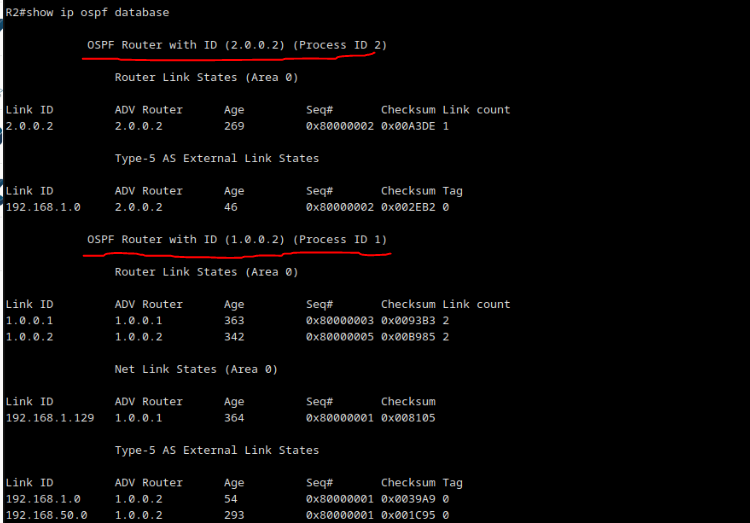 R2#show ip ospf database
OSPF Router with ID (2.0.0.2) (Process ID 2)
Router Link States (Area 0)
Link ID ADV Router Age Seq# Checksum Link count
2.0.0.2 2.0.0.2 269 0x80000002 0x00A3DE 1
Type-5 AS External Link States
Link ID ADV Router Age Seq# Checksum Tag
192.168.1.0 2.0.0.2 46 0x80000002 0x002EB2 0
OSPF Router with ID (1.0.0.2) (Process ID 1)
Router Link States (Area 0)
Link ID ADV Router Age Seq# Checksum Link count
1.0.0.1 1.0.0.1 363 0x80000003 0x0093B3 2
1.0.0.2 1.0.0.2 342 0x80000005 0x00B985 2
Net Link States (Area 0)
Link ID ADV Router Age Seq# Checksum
192.168.1.129 1.0.0.1 364 0x80000001 0x008105
Type-5 AS External Link States
Link ID ADV Router Age Seq# Checksum Tag
192.168.1.0 1.0.0.2 54 0x80000001 0x0039A9 0
192.168.50.0 1.0.0.2 293 0x80000001 0x001C95 0